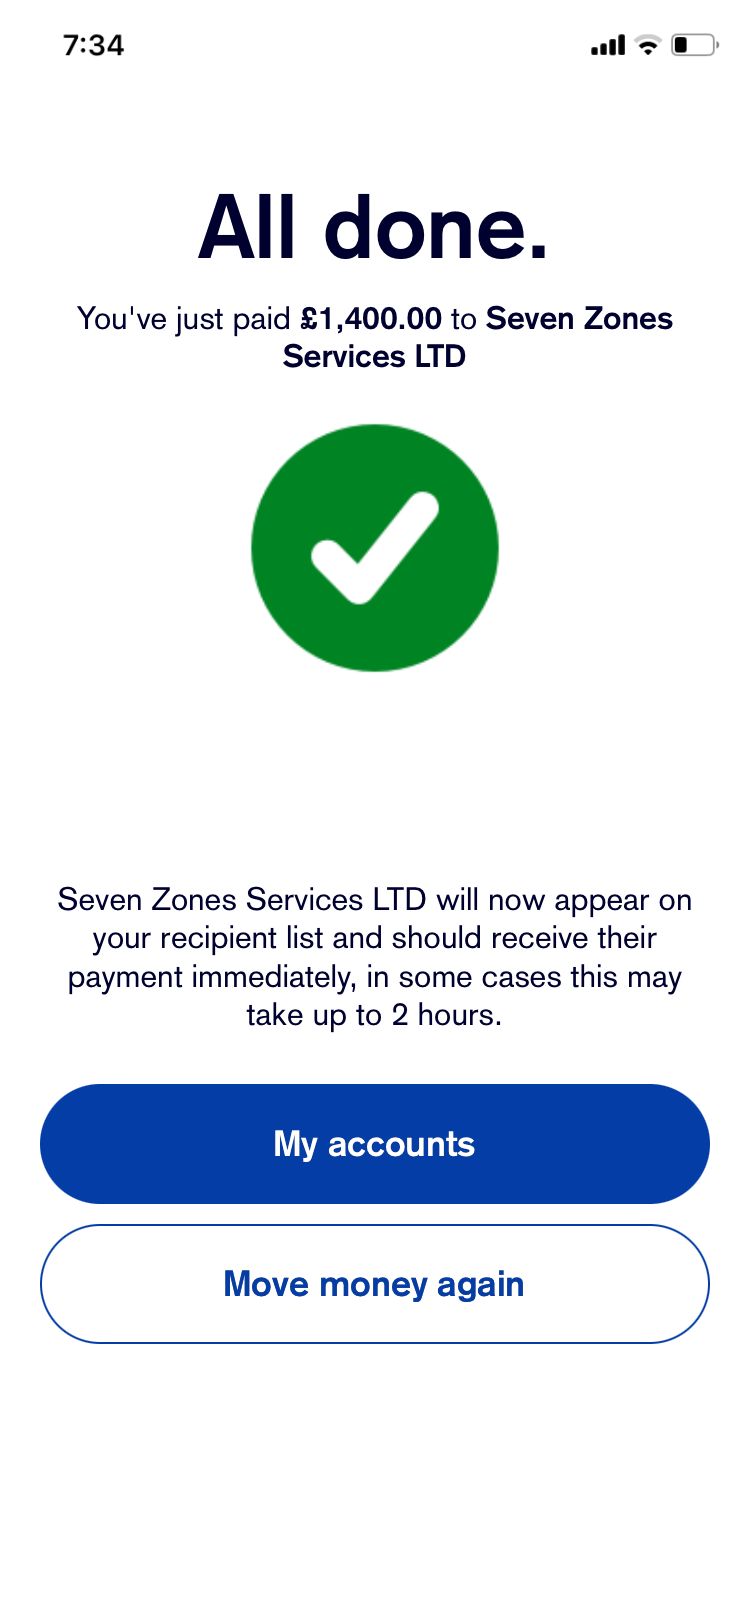 7:34
All done.
You've just paid £1,400.00 to Seven Zones
Services LTD
Seven Zones Services LTD will now appear on
your recipient list and should receive their
payment immediately, in some cases this may
take up to 2 hours.
My accounts
Move money again